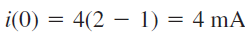 i(0) = 4(2 − 1) = 4 mA